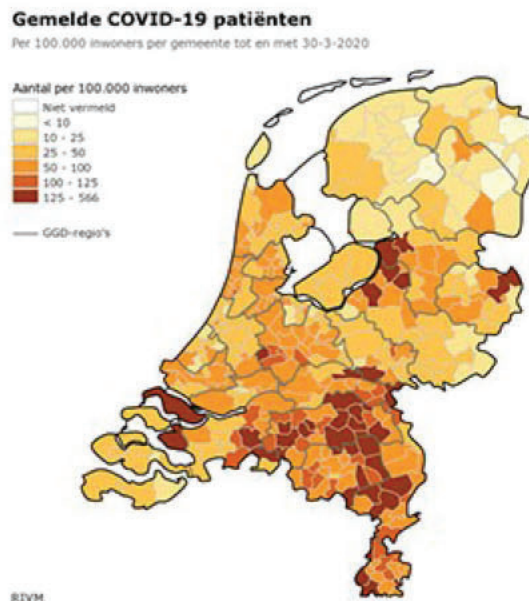 Gemelde COVID-19 patiënten
Per 100.000 inwoners per gemeente tot en met 30-3-2020
Aantal per 100.000 inwoners
Niet vermeld
< 10
10 - 25
25 - 50
50 - 100
100 - 125
125 - 566
GGD-regio's
RIVM